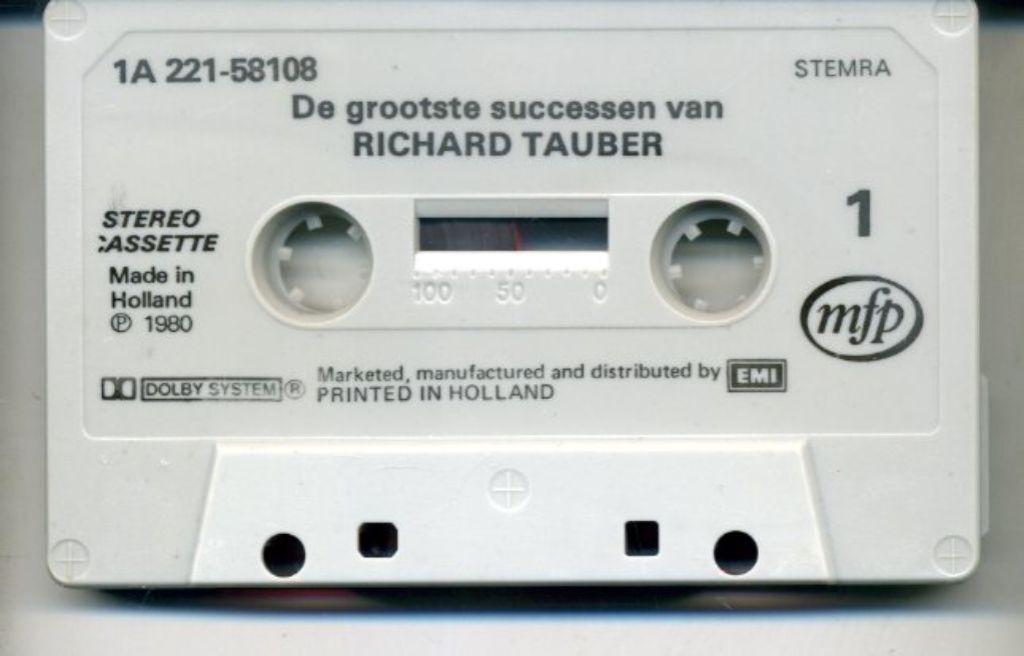 1A 221-58108
STEMRA
De grootste successen van
RICHARD TAUBER
STEREO
CASSETTE
Made in
Holland
℗ 1980
1
100 50 0
mfp
DOLBY SYSTEM ®
Marketed, manufactured and distributed by EMI
PRINTED IN HOLLAND